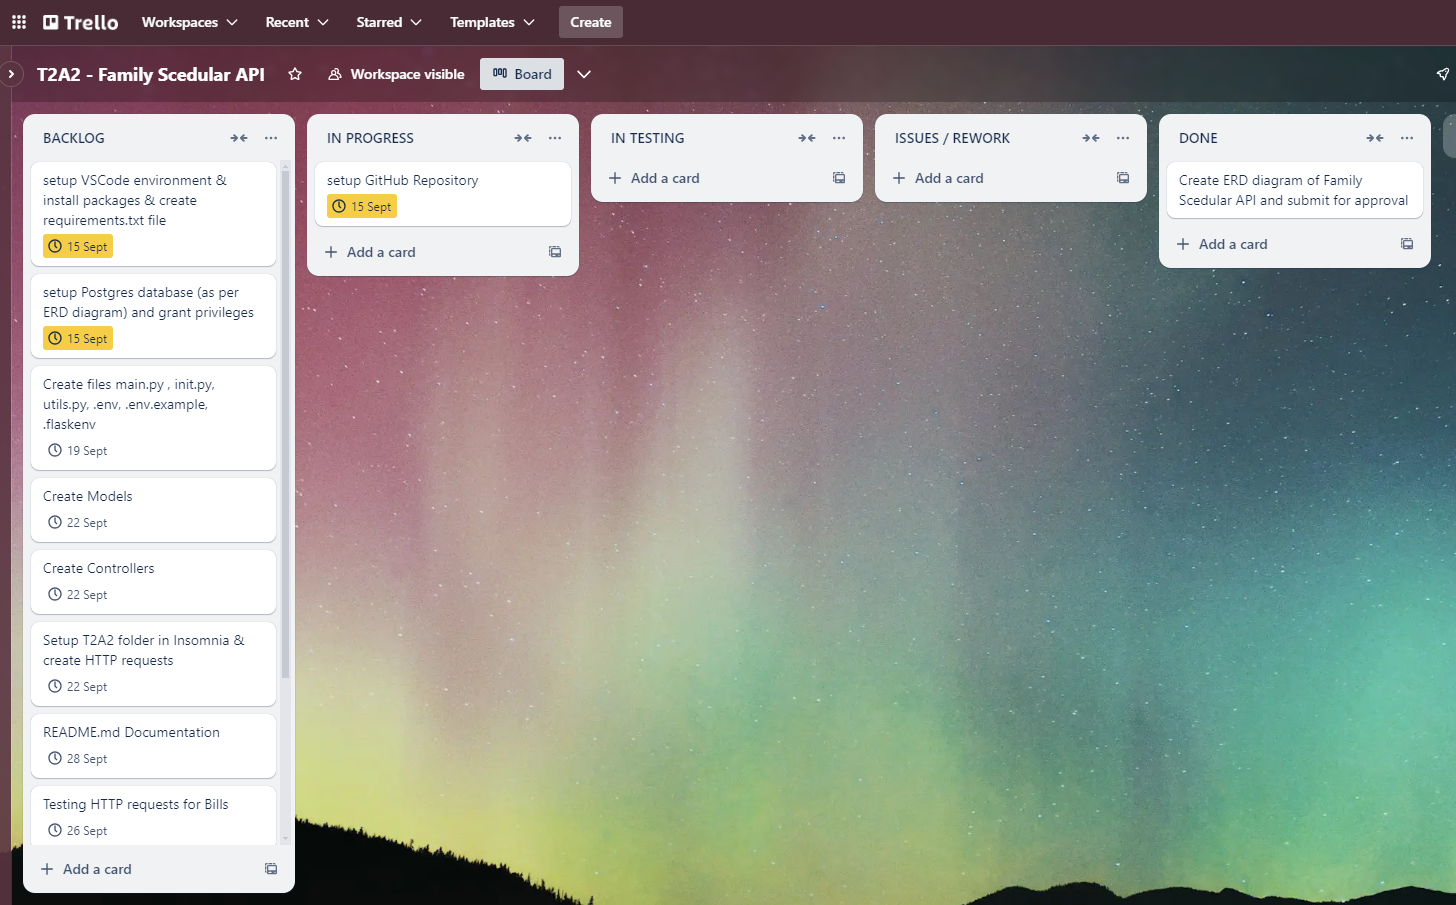 Trello
Workspaces
Recent
Starred
Templates
Create
T2A2 - Family Scedular API
Workspace visible
Board
BACKLOG
setup VSCode environment &
install packages & create
requirements.txt file
15 Sept
setup Postgres database (as per
ERD diagram) and grant privileges
15 Sept
Create files main.py , init.py,
utils.py, .env, .env.example,
.flaskenv
19 Sept
Create Models
22 Sept
Create Controllers
22 Sept
Setup T2A2 folder in Insomnia &
create HTTP requests
22 Sept
README.md Documentation
28 Sept
Testing HTTP requests for Bills
26 Sept
Add a card
IN PROGRESS
setup GitHub Repository
15 Sept
Add a card
IN TESTING
Add a card
ISSUES / REWORK
Add a card
DONE
Create ERD diagram of Family
Scedular API and submit for approval
Add a card